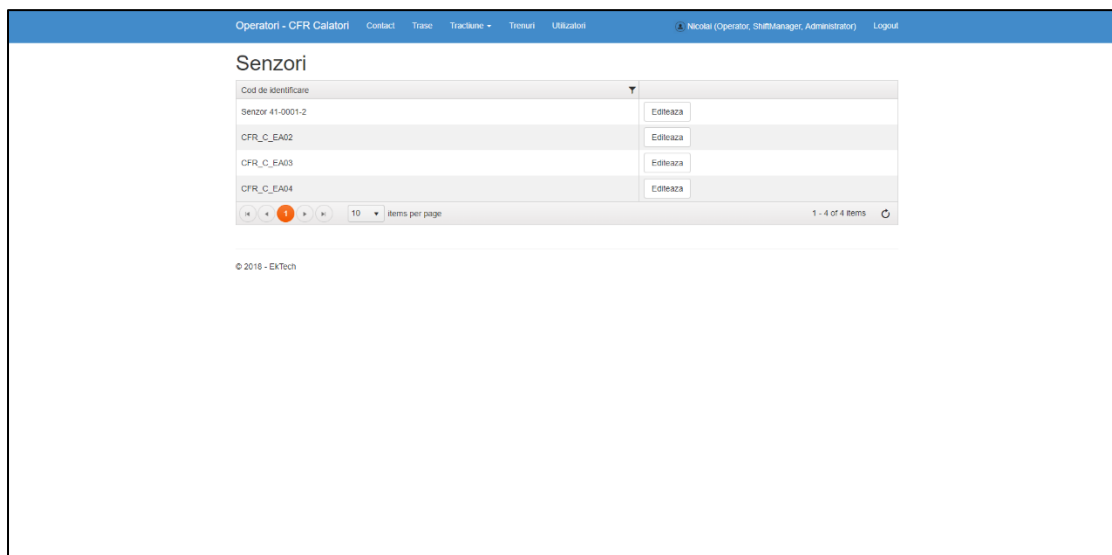 Operatori - CFR Calatori Contact Trase Tractiune Trenuri Utilizatori Nicolai (Operator, ShiftManager, Administrator) Logout
Senzori
Cod de identificare
Senzor 41-0001-2 Editeaza
CFR_C_EA02 Editeaza
CFR_C_EA03 Editeaza
CFR_C_EA04 Editeaza
1 10 items per page 1 - 4 of 4 items
© 2018 - EkTech